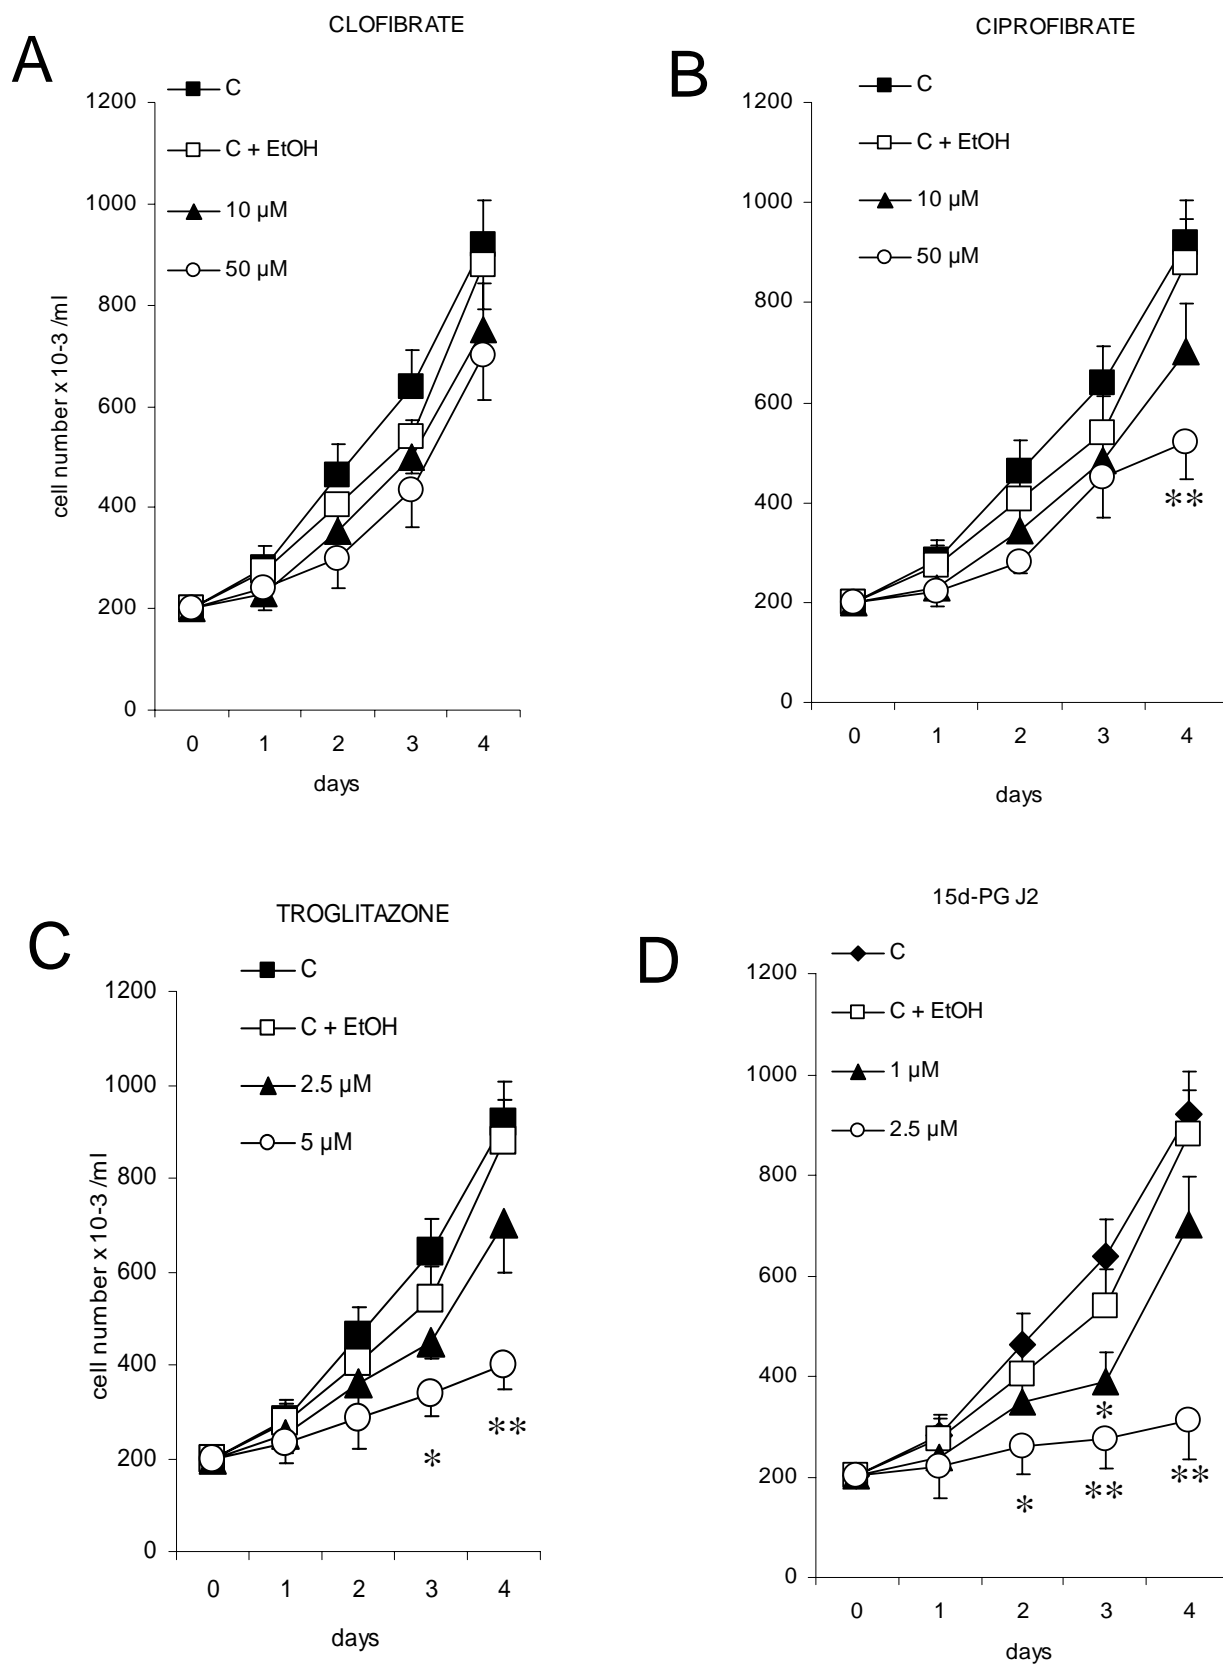 A
CLOFIBRATE
C
C + EtOH
10 µM
50 µM
1200
1000
800
600
400
200
0
cell number x 10-3 /ml
0 1 2 3 4
days
B
CIPROFIBRATE
C
C + EtOH
10 µM
50 µM
1200
1000
800
600
400
200
0
**
0 1 2 3 4
days
C
TROGLITAZONE
C
C + EtOH
2.5 µM
5 µM
1200
1000
800
600
400
200
0
cell number x 10-3 /ml
* **
0 1 2 3 4
days
D
15d-PG J2
C
C + EtOH
1 µM
2.5 µM
1200
1000
800
600
400
200
0
*
* ** **
0 1 2 3 4
days